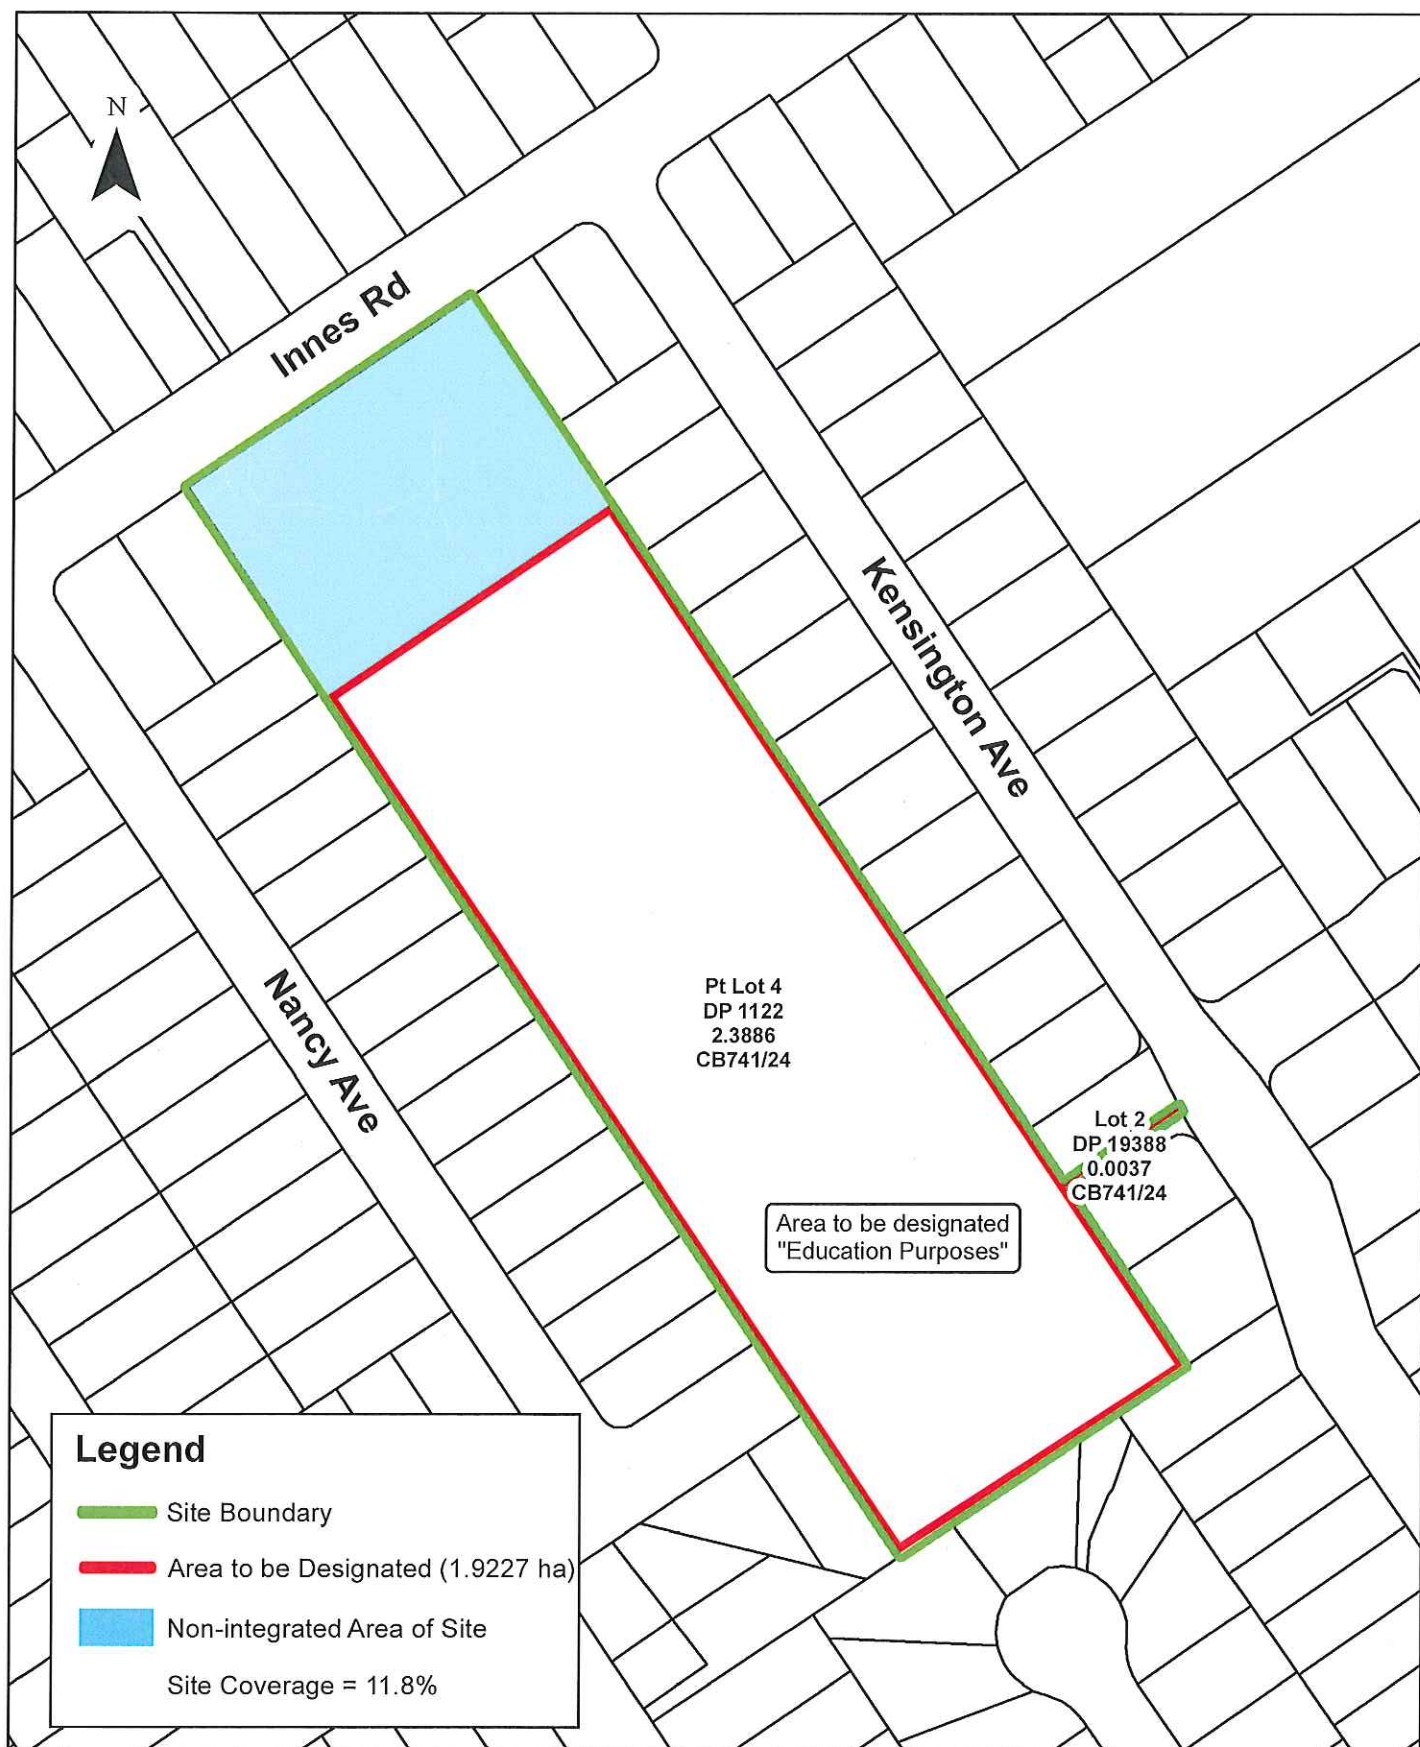 N
Innes Rd
Kensington Ave
Nancy Ave
Pt Lot 4
DP 1122
2.3886
CB741/24
Lot 2
DP 19388
0.0037
CB741/24
Area to be designated
"Education Purposes"
Legend
Site Boundary
Area to be Designated (1.9227 ha)
Non-integrated Area of Site
Site Coverage = 11.8%